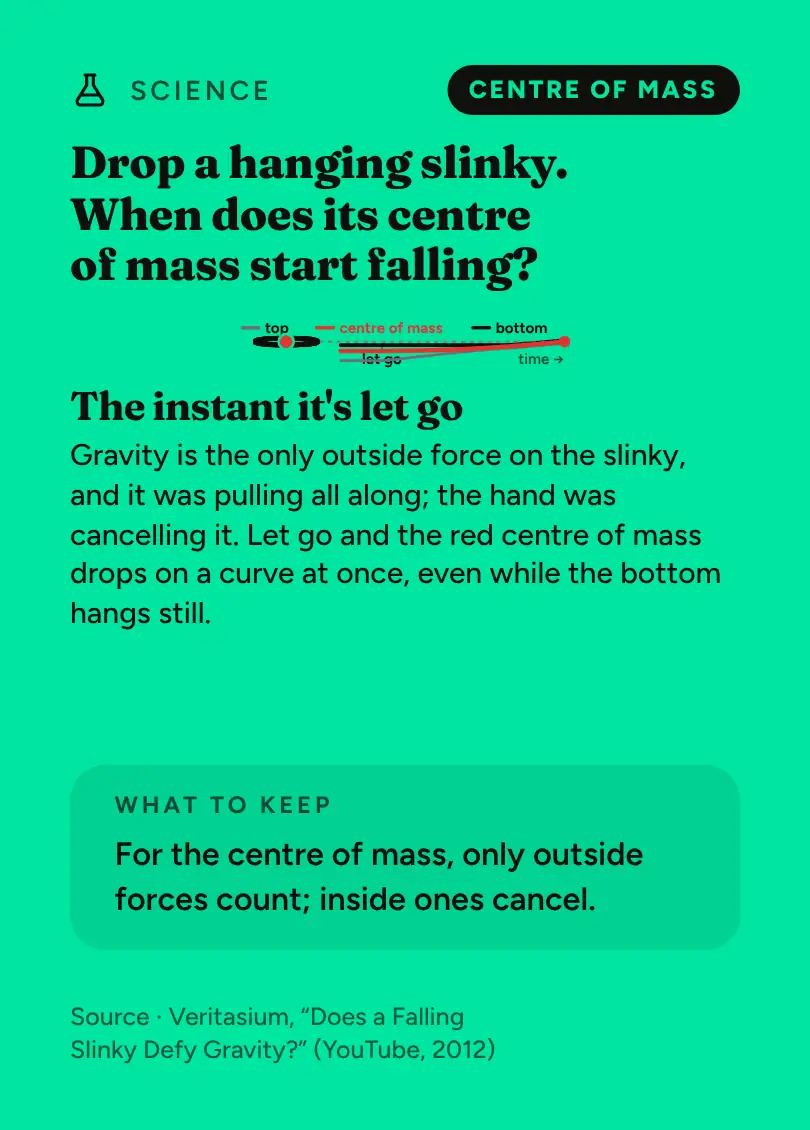 SCIENCE
CENTRE OF MASS
Drop a hanging slinky.
When does its centre
of mass start falling?
top centre of mass bottom
let go time →
The instant it's let go
Gravity is the only outside force on the slinky,
and it was pulling all along; the hand was
cancelling it. Let go and the red centre of mass
drops on a curve at once, even while the bottom
hangs still.
WHAT TO KEEP
For the centre of mass, only outside
forces count; inside ones cancel.
Source · Veritasium, “Does a Falling
Slinky Defy Gravity?” (YouTube, 2012)